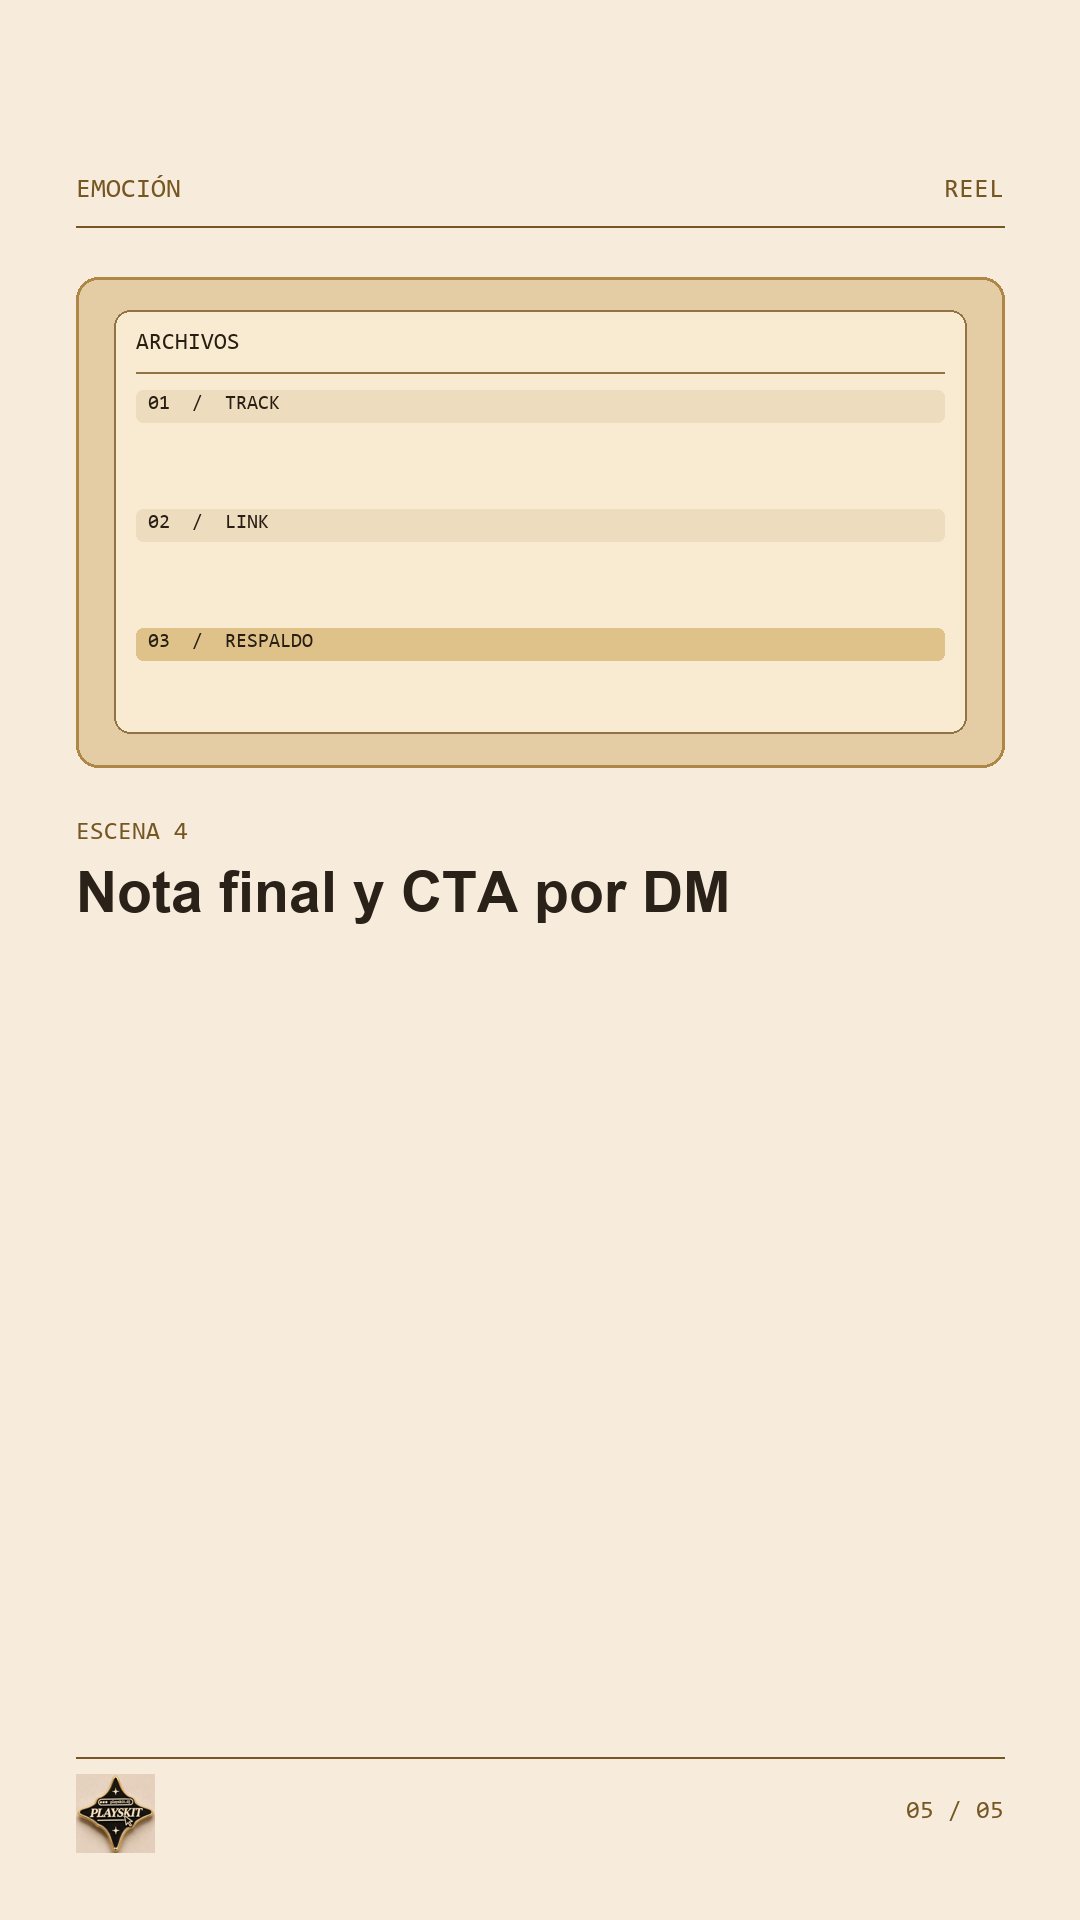 EMOCIÓN
REEL
ARCHIVOS
01 / TRACK
02 / LINK
03 / RESPALDO
ESCENA 4
Nota final y CTA por DM
PLAYSKIT
05 / 05